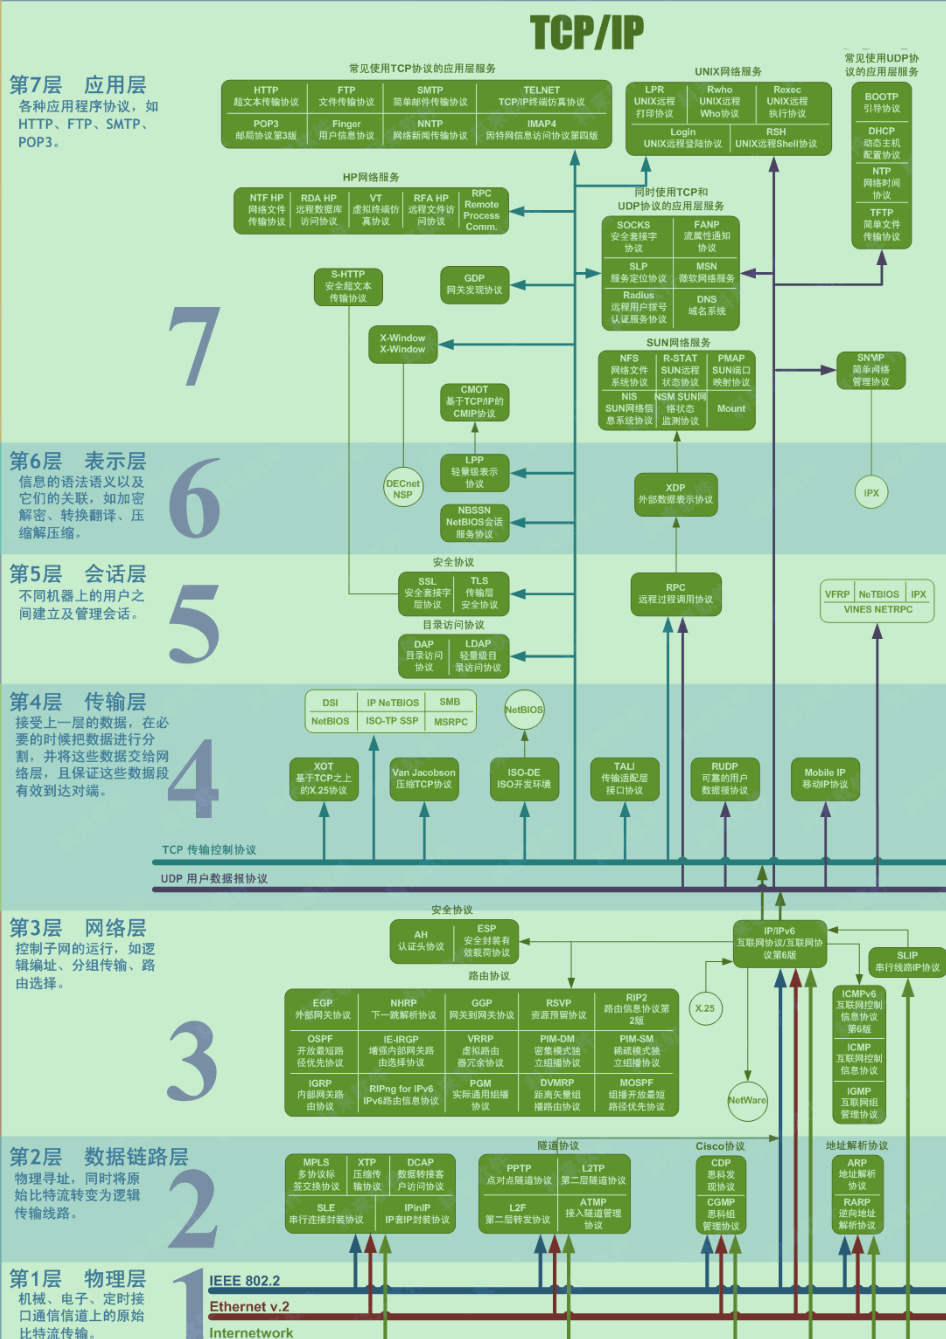 TCP/IP
第7层 应用层
各种应用程序协议，如
HTTP、FTP、SMTP、
POP3。
常见使用TCP协议的应用层服务
HTTP
超文本传输协议
FTP
文件传输协议
SMTP
简单邮件传输协议
TELNET
TCP/IP终端仿真协议
POP3
邮局协议第3版
Finger
用户信息协议
NNTP
网络新闻传输协议
IMAP4
因特网信息访问协议第四版
UNIX网络服务
LPR
UNIX远程
打印协议
Rwho
UNIX远程
Who协议
Rexec
UNIX远程
执行协议
Login
UNIX远程登陆协议
RSH
UNIX远程Shell协议
常见使用UDP协
议的应用层服务
BOOTP
引导协议
DHCP
动态主机
配置协议
NTP
网络时间
协议
TFTP
简单文件
传输协议
HP网络服务
NTF HP
网络文件
传输协议
RDA HP
远程数据库
访问协议
VT
虚拟终端仿
真协议
RFA HP
远程文件访
问协议
RPC
Remote
Process
Comm.
同时使用TCP和
UDP协议的应用层服务
SOCKS
安全套接字
协议
FANP
流属性通知
协议
SLP
服务定位协议
MSN
微软网络服务
Radius
远程用户拨号
认证服务协议
DNS
域名系统
S-HTTP
安全超文本
传输协议
GDP
网关发现协议
X-Window
X-Window
7
SUN网络服务
NFS
网络文件
系统协议
R-STAT
SUN远程
状态协议
PMAP
SUN端口
映射协议
NIS
SUN网络信
息系统协议
NSM SUN网
络状态
监测协议
Mount
SNMP
简单网络
管理协议
CMOT
基于TCP/IP的
CMIP协议
第6层 表示层
信息的语法语义以及
它们的关联，如加密
解密、转换翻译、压
缩解压缩。
6
DECnet
NSP
LPP
轻量级表示
协议
NBSSN
NetBIOS会话
服务协议
XDP
外部数据表示协议
IPX
第5层 会话层
不同机器上的用户之
间建立及管理会话。
5
安全协议
SSL
安全套接字
层协议
TLS
传输层
安全协议
目录访问协议
DAP
目录访问
协议
LDAP
轻量级目
录访问协议
RPC
远程过程调用协议
VFRP
NeTBIOS
IPX
VINES NETRPC
第4层 传输层
接受上一层的数据，在必
要的时候把数据进行分
割，并将这些数据交给网
络层，且保证这些数据段
有效到达对端。
4
DSI
IP NeTBIOS
SMB
NetBIOS
ISO-TP SSP
MSRPC
NetBIOS
XOT
基于TCP之上
的X.25协议
Van Jacobson
压缩TCP协议
ISO-DE
ISO开发环境
TALI
传输适配层
接口协议
RUDP
可靠的用户
数据报协议
Mobile IP
移动IP协议
TCP 传输控制协议
UDP 用户数据报协议
第3层 网络层
控制子网的运行，如逻
辑编址、分组传输、路
由选择。
3
安全协议
AH
认证头协议
ESP
安全封装有
效载荷协议
IP/IPv6
互联网协议/互联网协
议第6版
SLIP
串行线路IP协议
X.25
ICMPv6
互联网控制
信息协议
第6版
ICMP
互联网控制
信息协议
IGMP
互联网组
管理协议
路由协议
EGP
外部网关协议
NHRP
下一跳解析协议
GGP
网关到网关协议
RSVP
资源预留协议
RIP2
路由信息协议第
2版
OSPF
开放最短路
径优先协议
IE-IRGP
增强内部网关路
由选择协议
VRRP
虚拟路由
器冗余协议
PIM-DM
密集模式独
立组播协议
PIM-SM
稀疏模式独
立组播协议
IGRP
内部网关路
由协议
RIPng for IPv6
IPv6路由信息协议
PGM
实际通用组播
协议
DVMRP
距离矢量组
播路由协议
MOSPF
组播开放最短
路径优先协议
NetWare
第2层 数据链路层
物理寻址，同时将原
始比特流转变为逻辑
传输线路。
2
MPLS
多协议标
签交换协议
XTP
压缩传
输协议
DCAP
数据转接客
户访问协议
SLE
串行连接封装协议
IPinIP
IP套IP封装协议
隧道协议
PPTP
点对点隧道协议
L2TP
第二层隧道协议
L2F
第二层转发协议
ATMP
接入隧道管理
协议
Cisco协议
CDP
思科发
现协议
CGMP
思科组
管理协议
地址解析协议
ARP
地址解析
协议
RARP
逆向地址
解析协议
第1层 物理层
机械、电子、定时接
口通信信道上的原始
比特流传输。
1
IEEE 802.2
Ethernet v.2
Internetwork